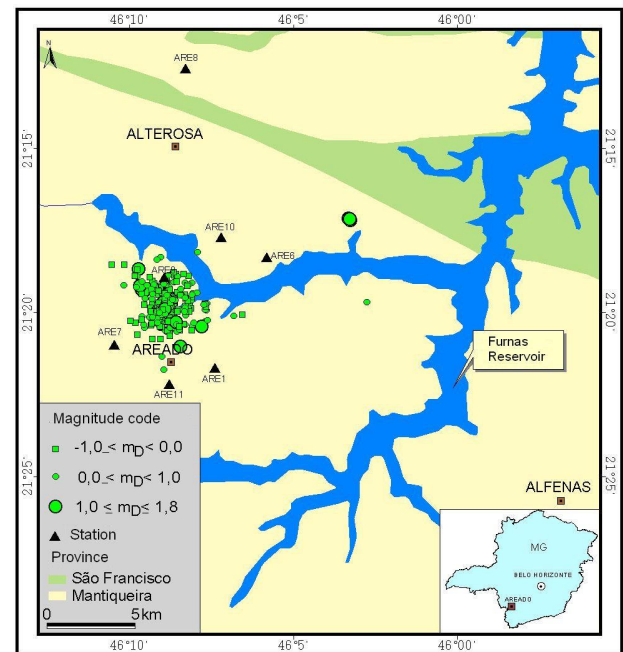 46°10' 46°5' 46°00'
N
ARE8
ALTEROSA
21°15' 21°15'
ARE10
ARE6
ARE9
21°20' 21°20'
ARE7
AREADO
Furnas
Reservoir
ARE1
ARE11
Magnitude code
-1,0 ≤ mD < 0,0
0,0 ≤ mD < 1,0
1,0 ≤ mD ≤ 1,8
Station
Province
São Francisco
Mantiqueira
0 5km
21°25' 21°25'
ALFENAS
MG
BELO HORIZONTE
AREADO
46°10' 46°5' 46°00'